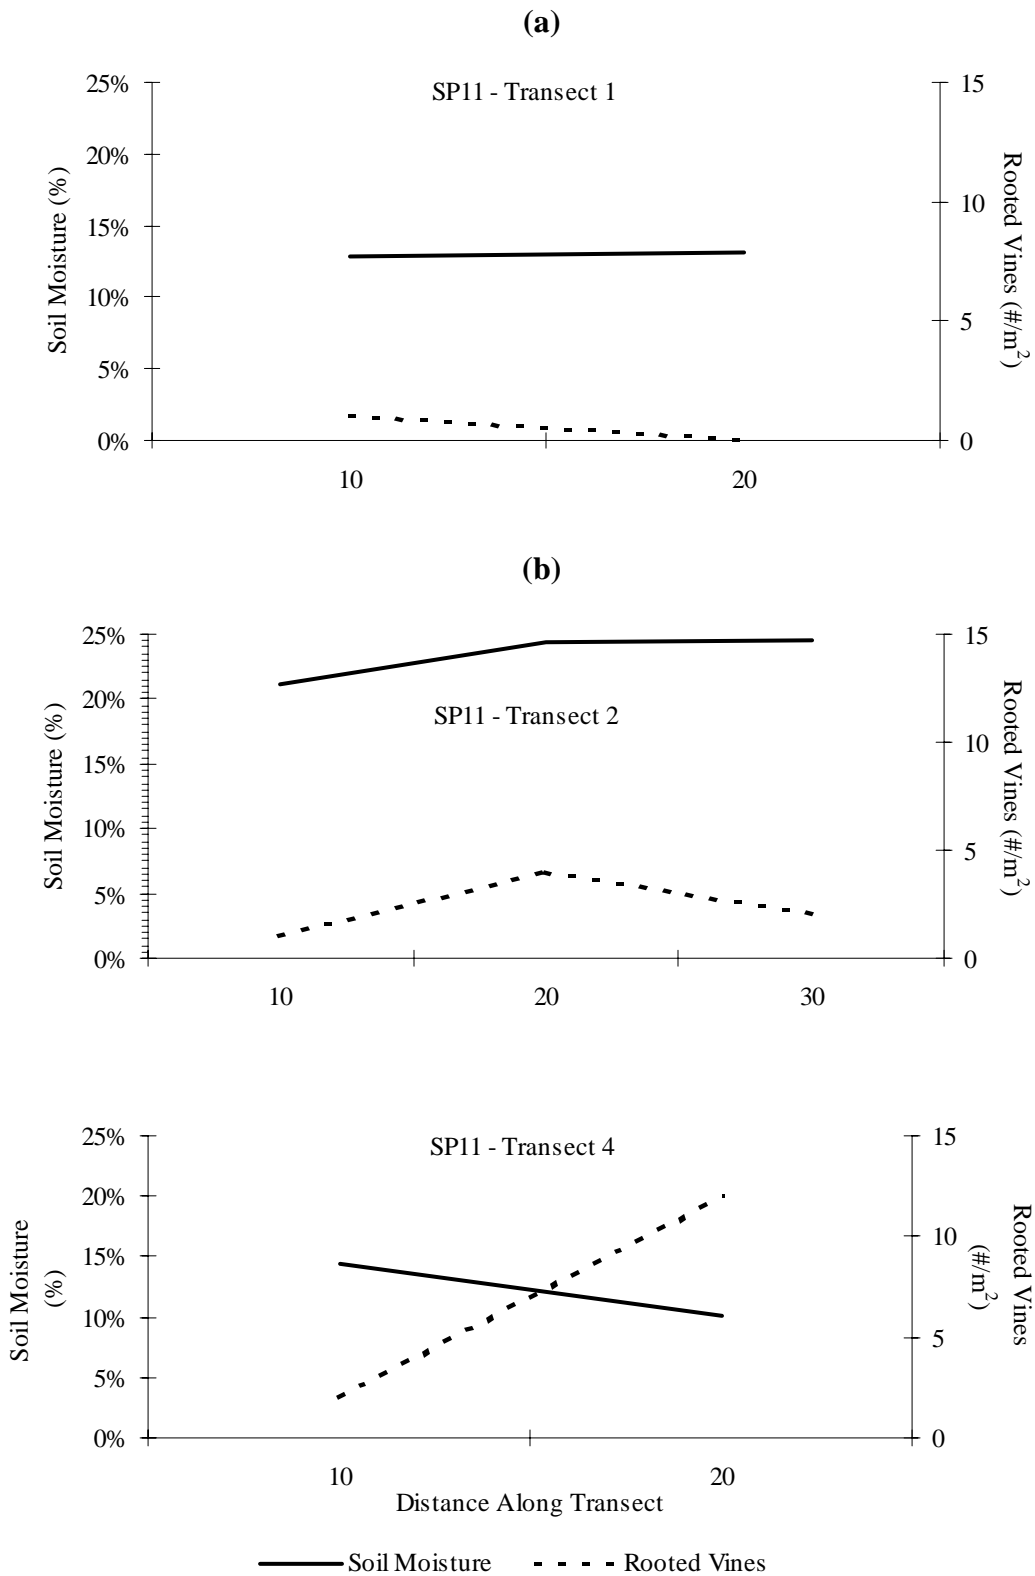 (a)
SP11 - Transect 1
25%
20%
15%
10%
5%
0%
Soil Moisture (%)
15
10
5
0
Rooted Vines (#/m²)
10 20
(b)
SP11 - Transect 2
25%
20%
15%
10%
5%
0%
Soil Moisture (%)
15
10
5
0
Rooted Vines (#/m²)
10 20 30
SP11 - Transect 4
25%
20%
15%
10%
5%
0%
Soil Moisture
(%)
15
10
5
0
Rooted Vines
(#/m²)
10 20
Distance Along Transect
Soil Moisture Rooted Vines